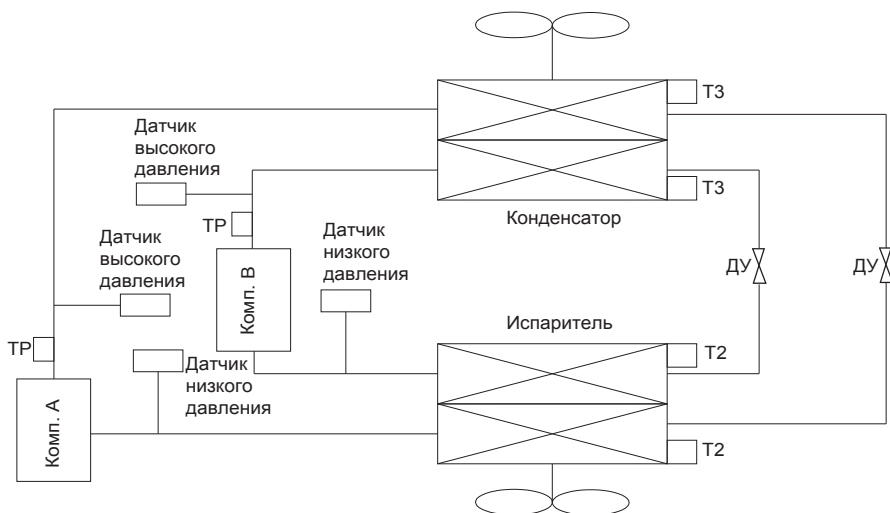 Т3
Датчик
высокого
давления
Т3
ТР
Конденсатор
Датчик
высокого
давления
Датчик
низкого
давления
Комп. В
ДУ
ДУ
Испаритель
ТР
Т2
Датчик
низкого
давления
Комп. А
Т2